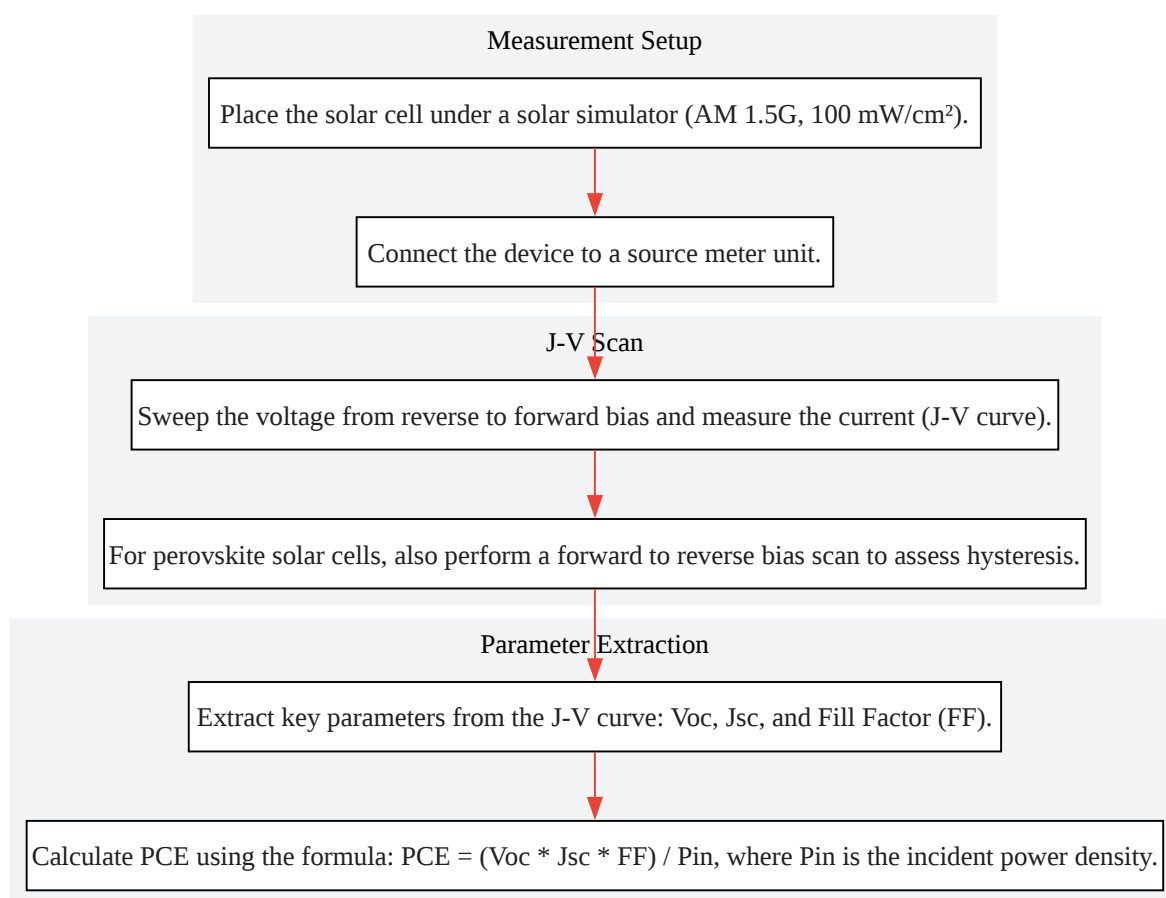 Measurement Setup
Place the solar cell under a solar simulator (AM 1.5G, 100 mW/cm²).
Connect the device to a source meter unit.
J-V Scan
Sweep the voltage from reverse to forward bias and measure the current (J-V curve).
For perovskite solar cells, also perform a forward to reverse bias scan to assess hysteresis.
Parameter Extraction
Extract key parameters from the J-V curve: Voc, Jsc, and Fill Factor (FF).
Calculate PCE using the formula: PCE = (Voc * Jsc * FF) / Pin, where Pin is the incident power density.